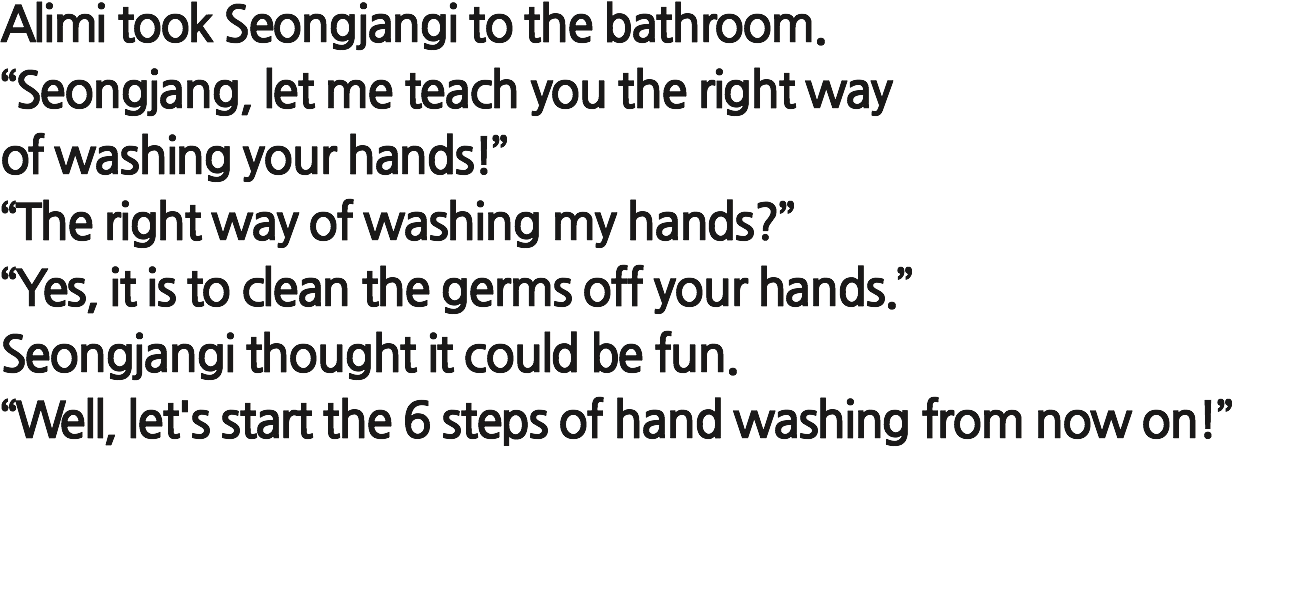 Alimi took Seongjangi to the bathroom.
“Seongjang, let me teach you the right way
of washing your hands!”
“The right way of washing my hands?”
“Yes, it is to clean the germs off your hands.”
Seongjangi thought it could be fun.
“Well, let's start the 6 steps of hand washing from now on!”